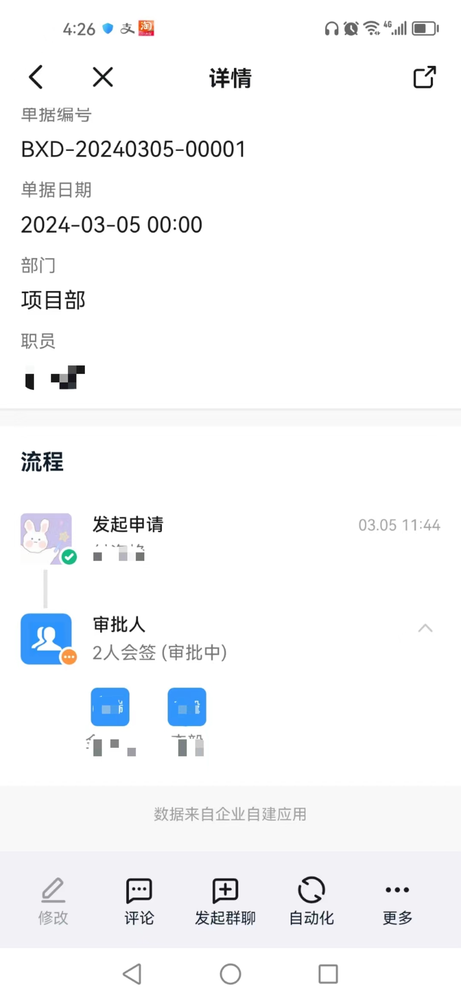 4:26 支 淘 4G
详情
单据编号
BXD-20240305-00001
单据日期
2024-03-05 00:00
部门
项目部
职员
流程
发起申请 03.05 11:44
审批人
2人会签 (审批中)
数据来自企业自建应用
修改 评论 发起群聊 自动化 更多